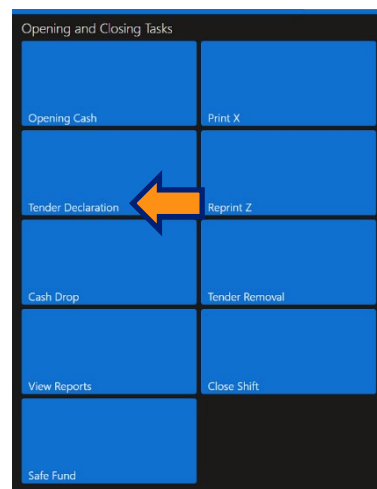 Opening and Closing Tasks
Opening Cash
Print X
Tender Declaration
Reprint Z
Cash Drop
Tender Removal
View Reports
Close Shift
Safe Fund